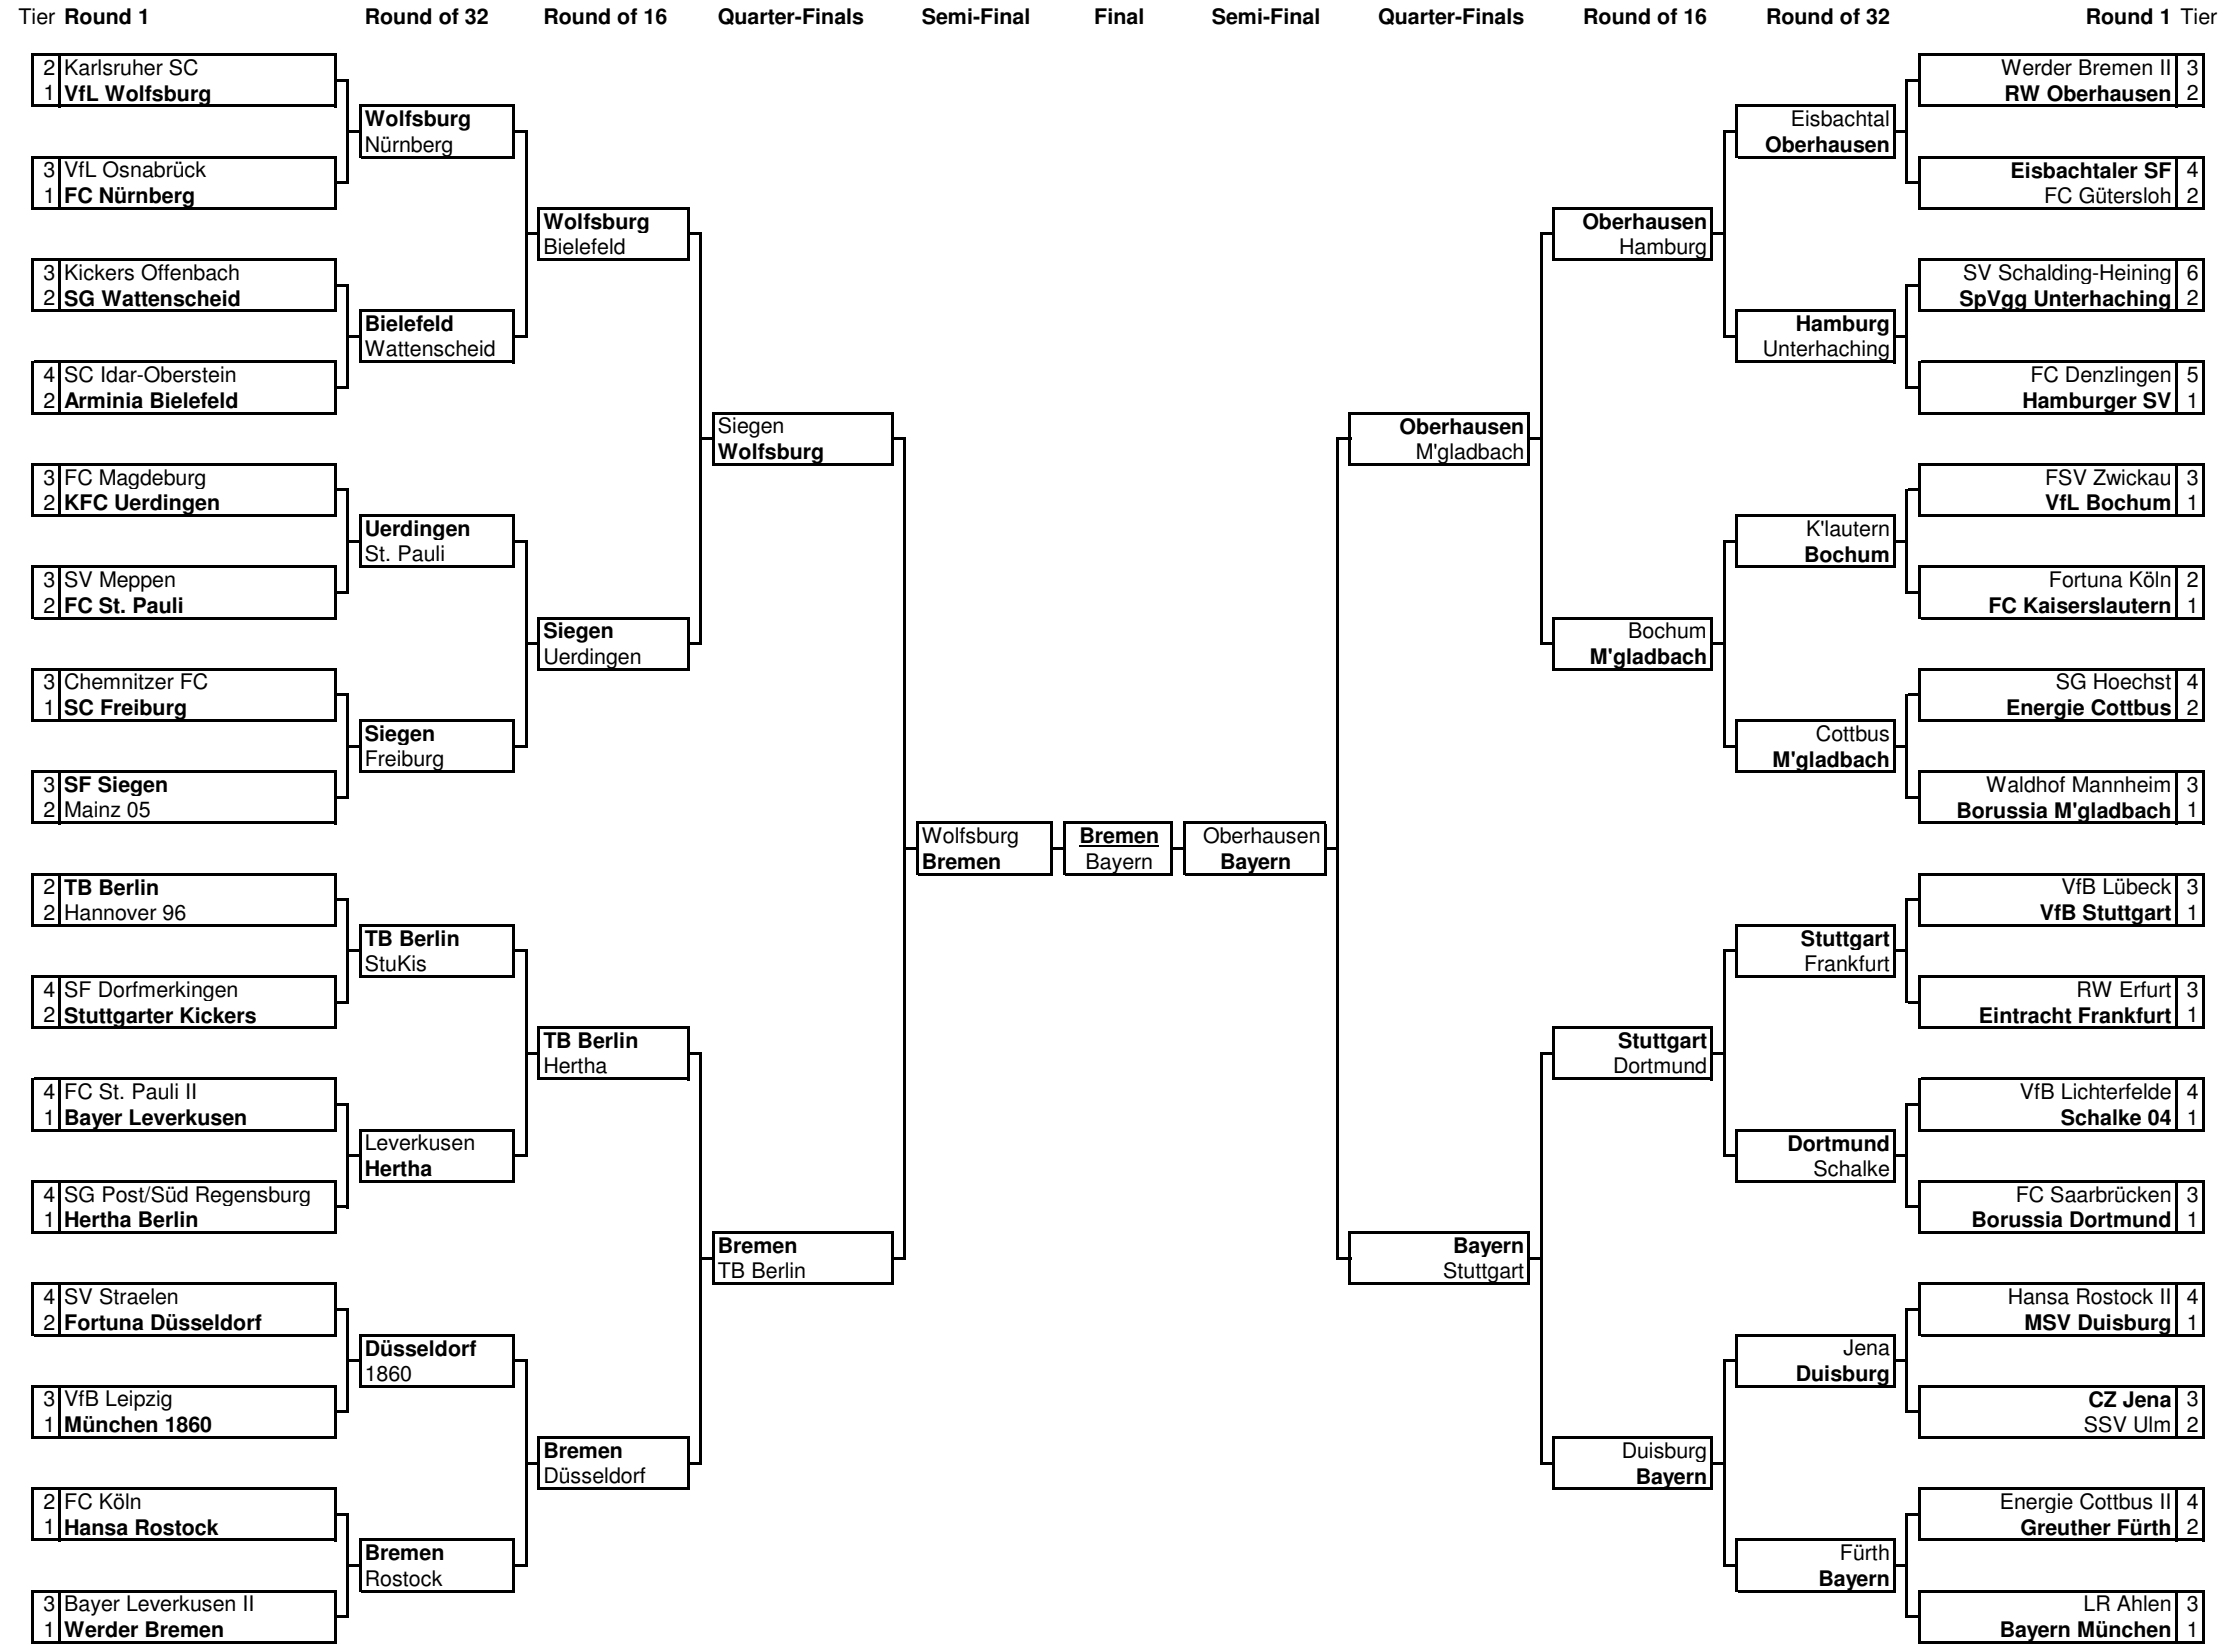 Tier Round 1 Round of 32 Round of 16 Quarter-Finals Semi-Final Final Semi-Final Quarter-Finals Round of 16 Round of 32 Round 1 Tier
2 Karlsruher SC
1 VfL Wolfsburg
3 VfL Osnabrück
1 FC Nürnberg
3 Kickers Offenbach
2 SG Wattenscheid
4 SC Idar-Oberstein
2 Arminia Bielefeld
3 FC Magdeburg
2 KFC Uerdingen
3 SV Meppen
2 FC St. Pauli
3 Chemnitzer FC
1 SC Freiburg
3 SF Siegen
2 Mainz 05
2 TB Berlin
2 Hannover 96
4 SF Dorfmerkingen
2 Stuttgarter Kickers
4 FC St. Pauli II
1 Bayer Leverkusen
4 SG Post/Süd Regensburg
1 Hertha Berlin
4 SV Straelen
2 Fortuna Düsseldorf
3 VfB Leipzig
1 München 1860
2 FC Köln
1 Hansa Rostock
3 Bayer Leverkusen II
1 Werder Bremen
Wolfsburg
Nürnberg
Bielefeld
Wattenscheid
Uerdingen
St. Pauli
Siegen
Freiburg
TB Berlin
StuKis
Leverkusen
Hertha
Düsseldorf
1860
Bremen
Rostock
Wolfsburg
Bielefeld
Siegen
Uerdingen
TB Berlin
Hertha
Bremen
Düsseldorf
Siegen
Wolfsburg
Bremen
TB Berlin
Wolfsburg
Bremen
Bremen
Bayern
Oberhausen
Bayern
Oberhausen
M'gladbach
Bayern
Stuttgart
Oberhausen
Hamburg
Bochum
M'gladbach
Stuttgart
Dortmund
Duisburg
Bayern
Eisbachtal
Oberhausen
Hamburg
Unterhaching
K'lautern
Bochum
Cottbus
M'gladbach
Stuttgart
Frankfurt
Dortmund
Schalke
Jena
Duisburg
Fürth
Bayern
Werder Bremen II 3
RW Oberhausen 2
Eisbachtaler SF 4
FC Gütersloh 2
SV Schalding-Heining 6
SpVgg Unterhaching 2
FC Denzlingen 5
Hamburger SV 1
FSV Zwickau 3
VfL Bochum 1
Fortuna Köln 2
FC Kaiserslautern 1
SG Hoechst 4
Energie Cottbus 2
Waldhof Mannheim 3
Borussia M'gladbach 1
VfB Lübeck 3
VfB Stuttgart 1
RW Erfurt 3
Eintracht Frankfurt 1
VfB Lichterfelde 4
Schalke 04 1
FC Saarbrücken 3
Borussia Dortmund 1
Hansa Rostock II 4
MSV Duisburg 1
CZ Jena 3
SSV Ulm 2
Energie Cottbus II 4
Greuther Fürth 2
LR Ahlen 3
Bayern München 1